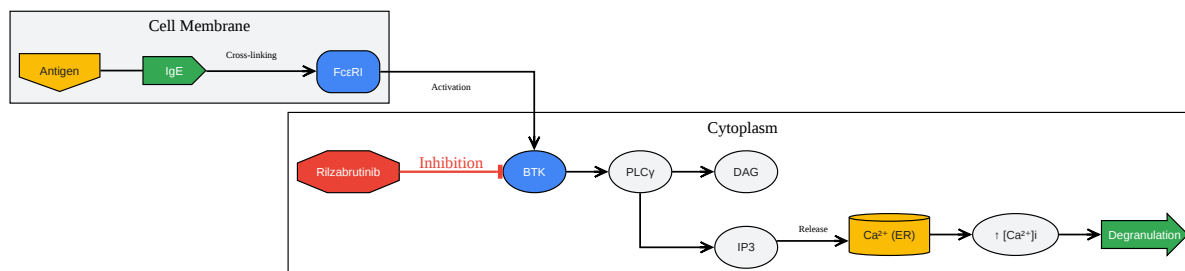 Cell Membrane
Antigen
IgE
Cross-linking
FcεRI
Activation
Cytoplasm
Rilzabrutinib
Inhibition
BTK
PLCγ
DAG
IP3
Release
Ca²⁺ (ER)
↑ [Ca²⁺]i
Degranulation